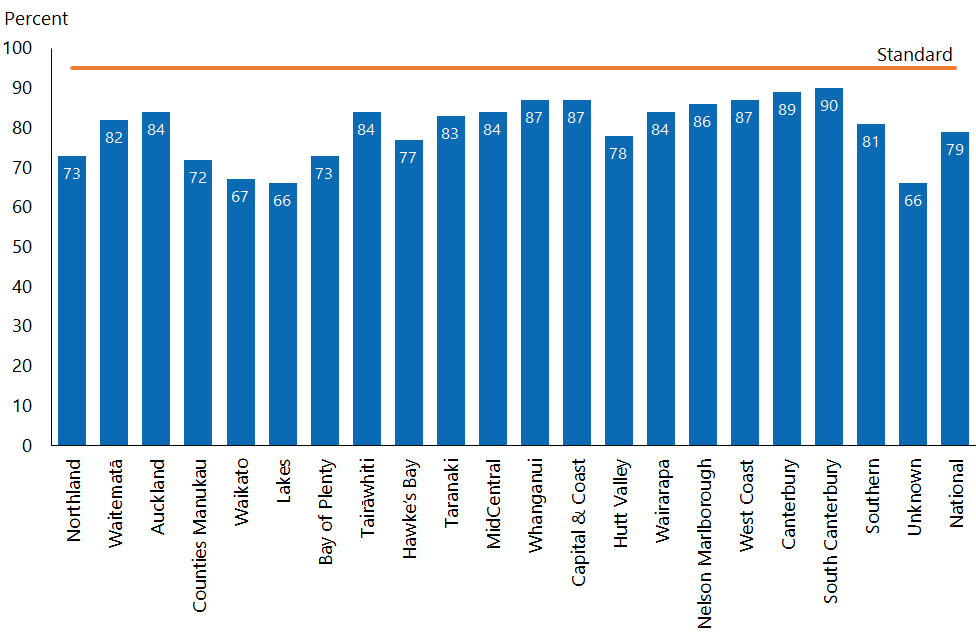 Percent
100
Standard
90
80
70
60
50
40
30
20
10
0
73
82
84
72
67
66
73
84
77
83
84
87
87
78
84
86
87
89
90
81
66
79
Northland
Waitematā
Auckland
Counties Manukau
Waikato
Lakes
Bay of Plenty
Tairāwhiti
Hawke's Bay
Taranaki
MidCentral
Whanganui
Capital & Coast
Hutt Valley
Wairarapa
Nelson Marlborough
West Coast
Canterbury
South Canterbury
Southern
Unknown
National